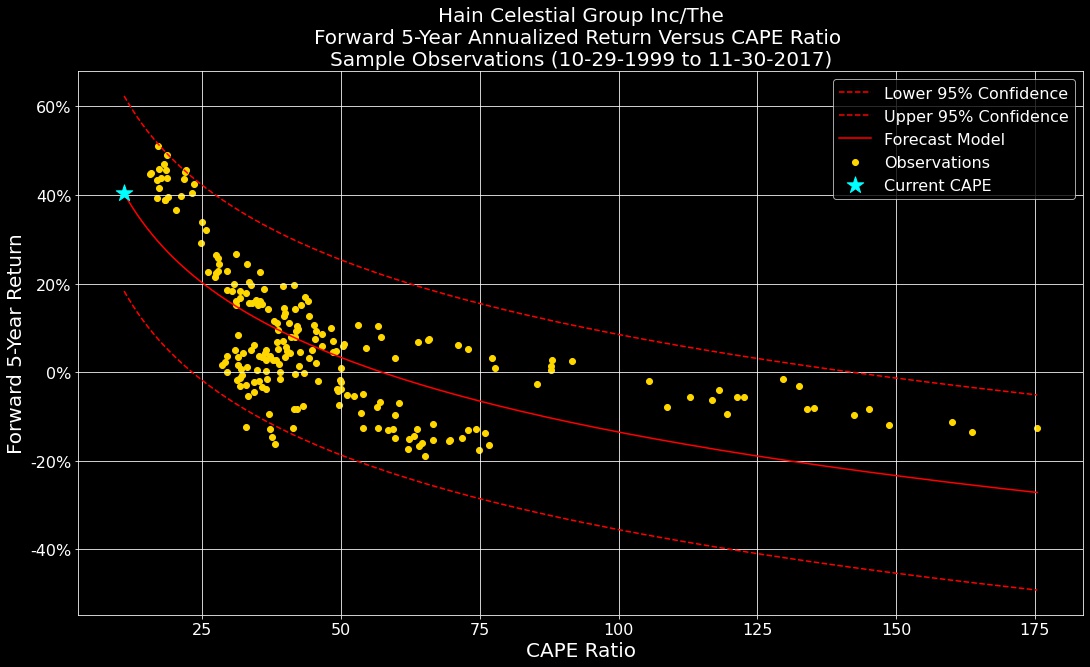 Hain Celestial Group Inc/The
Forward 5-Year Annualized Return Versus CAPE Ratio
Sample Observations (10-29-1999 to 11-30-2017)
Lower 95% Confidence
Upper 95% Confidence
Forecast Model
Observations
Current CAPE
Forward 5-Year Return
60%
40%
20%
0%
-20%
-40%
25 50 75 100 125 150 175
CAPE Ratio